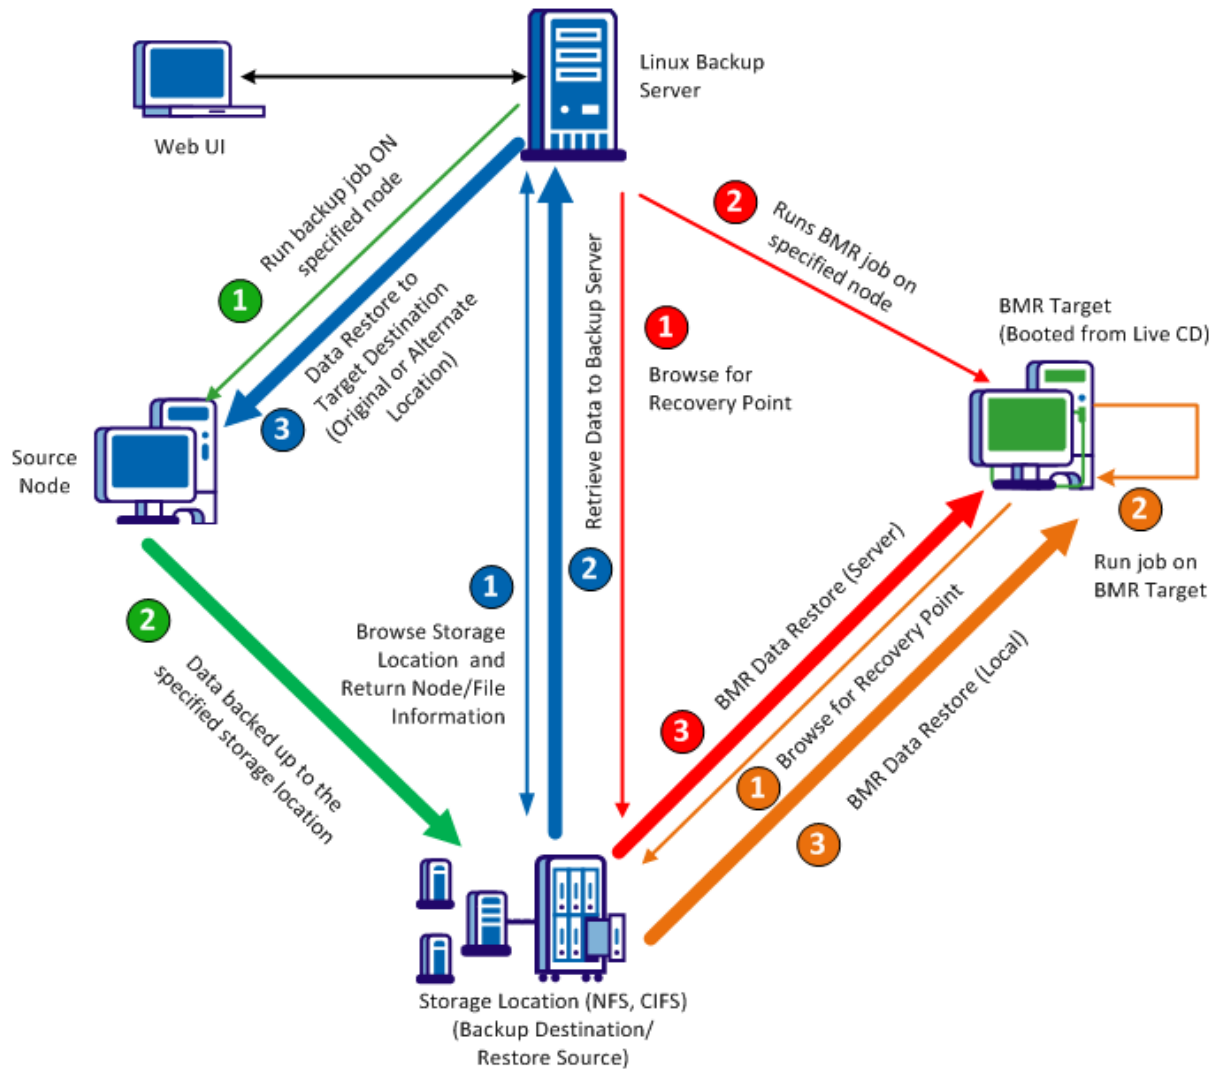 Linux Backup
Server
Web UI
Run backup job ON
specified node
1
Data Restore to
Target Destination
(Original or Alternate
Location)
3
Retrieve Data to Backup Server
2
1
Browse for
Recovery Point
2
Runs BMR job on
specified node
BMR Target
(Booted from Live CD)
Source
Node
2
Run job on
BMR Target
1
Browse Storage
Location and
Return Node/File
Information
2
Data backed up to the
specified storage location
BMR Data Restore (Server)
3
Browse for Recovery Point
1
BMR Data Restore (Local)
3
Storage Location (NFS, CIFS)
(Backup Destination/
Restore Source)